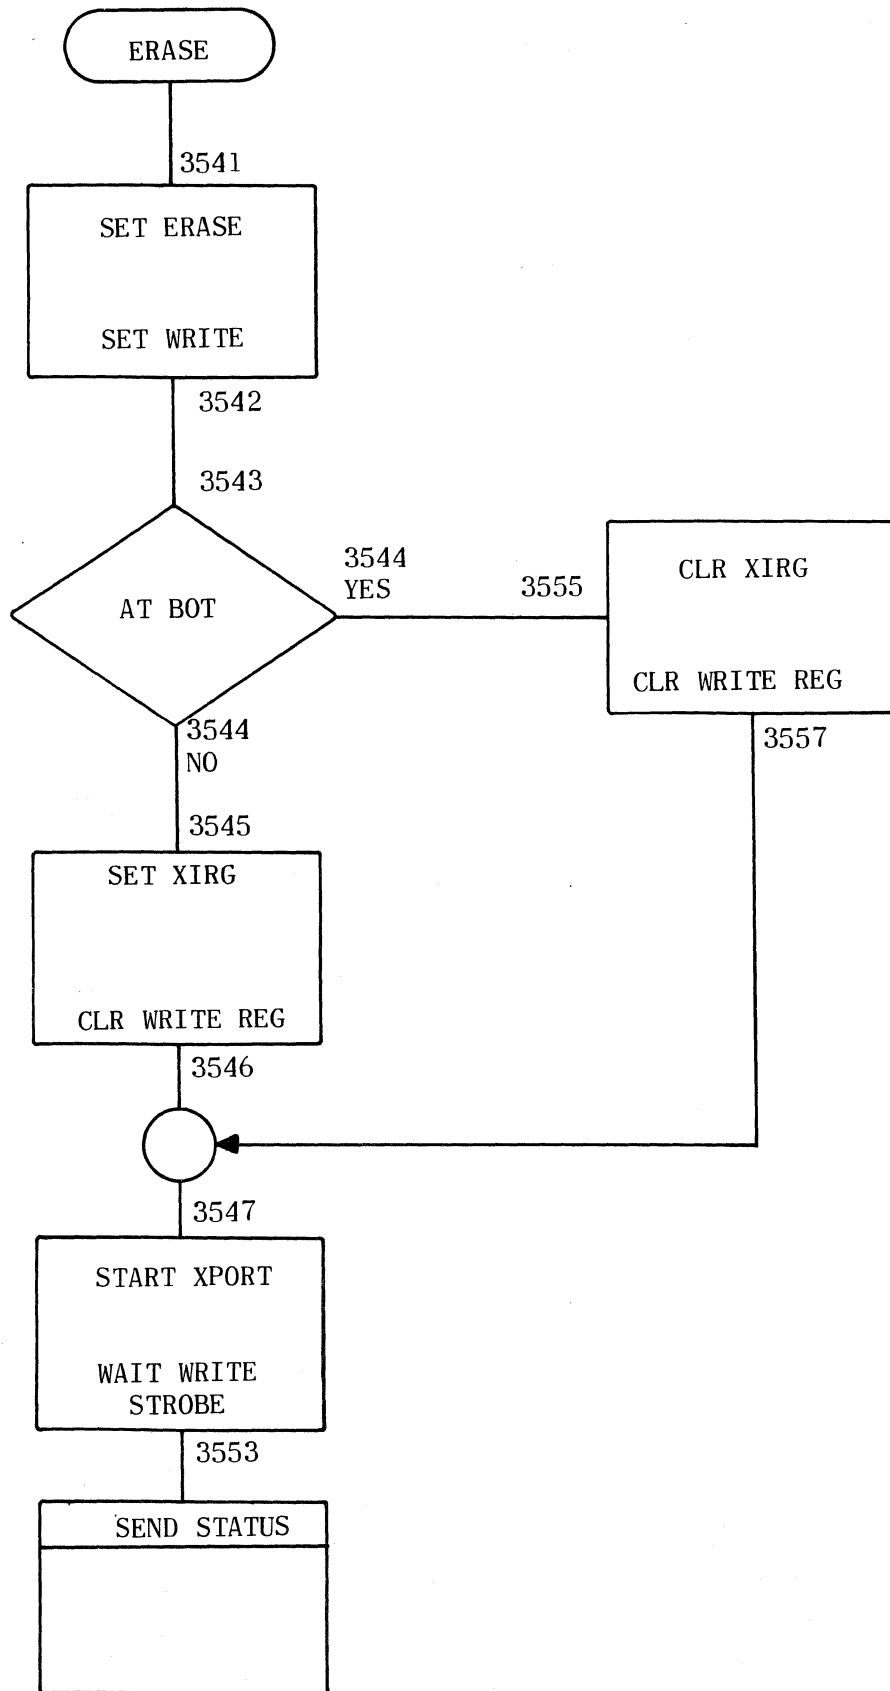 ERASE
3541
SET ERASE
SET WRITE
3542
3543
AT BOT
3544
YES
3555
CLR XIRG
CLR WRITE REG
3557
3544
NO
3545
SET XIRG
CLR WRITE REG
3546
3547
START XPORT
WAIT WRITE
STROBE
3553
SEND STATUS